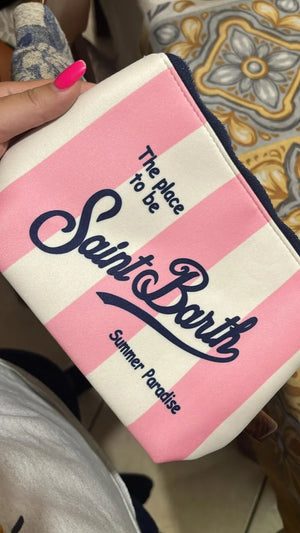 The place
to be
Saint Barth
Summer Paradise